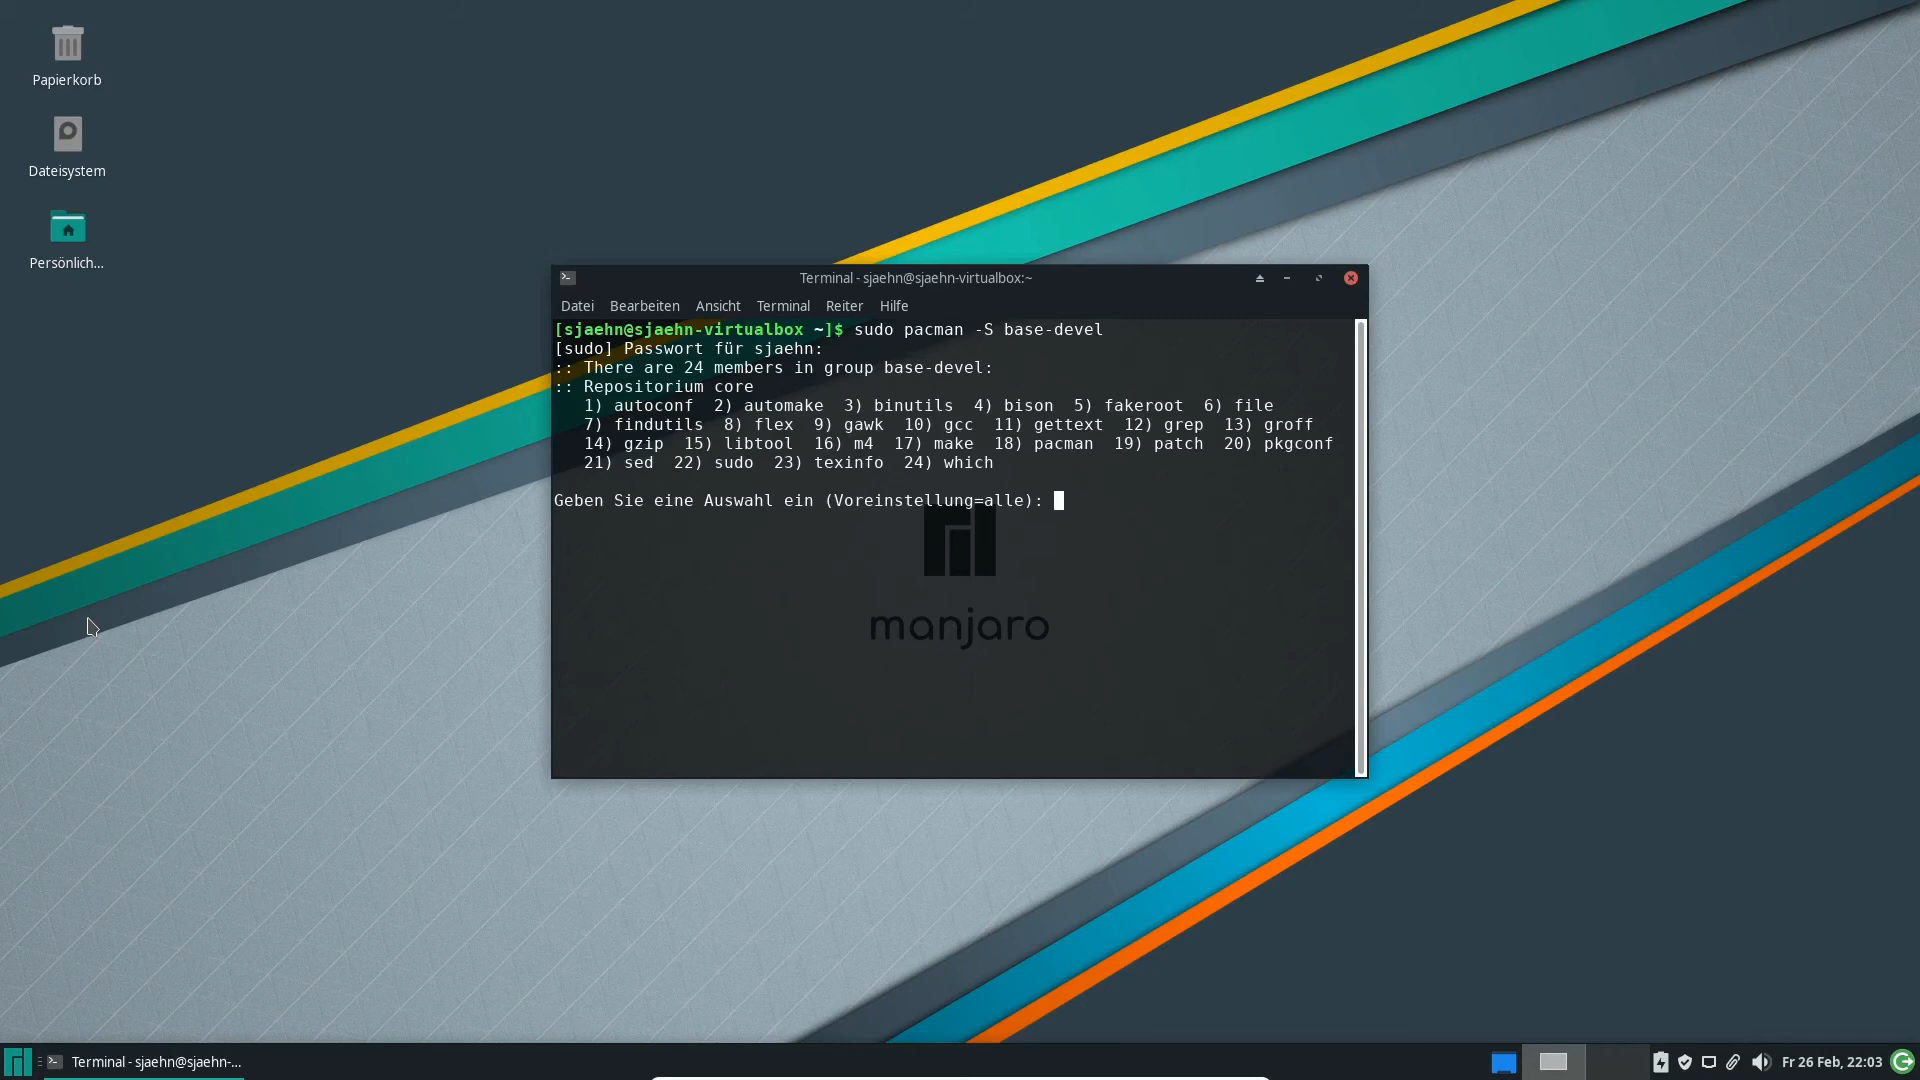 Papierkorb
Dateisystem
Persönlich...
Terminal - sjaehn@sjaehn-virtualbox:~
Datei Bearbeiten Ansicht Terminal Reiter Hilfe
[sjaehn@sjaehn-virtualbox ~]$ sudo pacman -S base-devel
[sudo] Passwort für sjaehn:
:: There are 24 members in group base-devel:
:: Repositorium core
1) autoconf 2) automake 3) binutils 4) bison 5) fakeroot 6) file
7) findutils 8) flex 9) gawk 10) gcc 11) gettext 12) grep 13) groff
14) gzip 15) libtool 16) m4 17) make 18) pacman 19) patch 20) pkgconf
21) sed 22) sudo 23) texinfo 24) which
Geben Sie eine Auswahl ein (Voreinstellung=alle):
manjaro
Terminal - sjaehn@sjaehn-...
Fr 26 Feb, 22:03